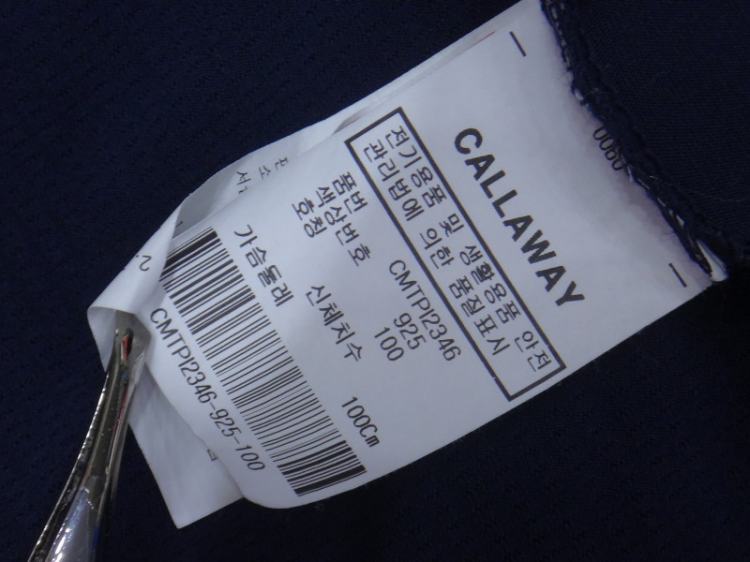 CALLAWAY
전기용품 및 생활용품 안전
관리법에 의한 품질표시
품번 CMTPI2346
색상번호 925
호칭 100
신체치수
가슴둘레 100Cm
CMTPI2346-925-100